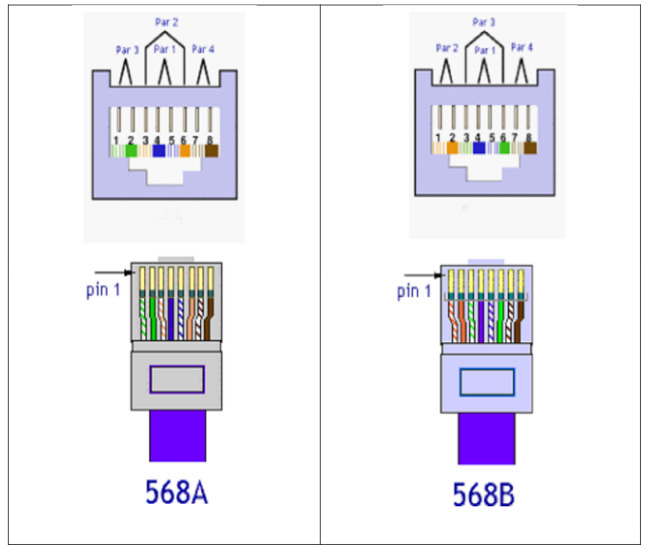 Par 2
Par 3 Par 1 Par 4
1 2 3 4 5 6 7 8
pin 1
568A
Par 3
Par 2 Par 1 Par 4
1 2 3 4 5 6 7 8
pin 1
568B